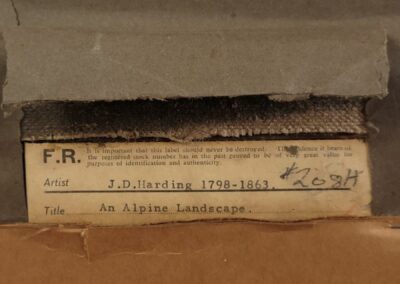 F.R. It is important that this label should never be destroyed. The evidence it bears of
the registered stock number has in the past proved to be of very great value for
purposes of identification and authenticity.
Artist J.D.Harding 1798-1863. #208H
Title An Alpine Landscape.